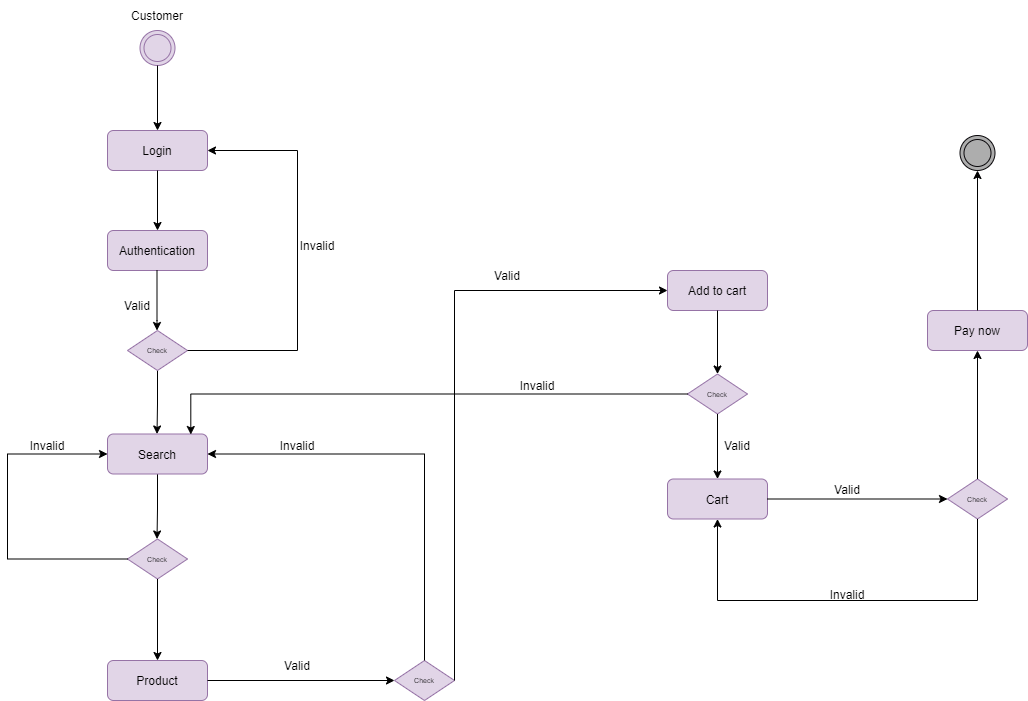 Customer
Login
Authentication
Invalid
Valid
Check
Valid
Add to cart
Pay now
Invalid
Check
Invalid
Search
Invalid
Valid
Cart
Valid
Check
Check
Invalid
Product
Valid
Check